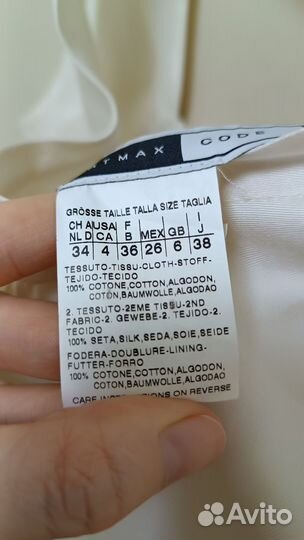 RTMAX
CODE
GRÖSSE TAILLE TALLA SIZE TAGLIA
CH A USA F I
NL D CA B MEX GB J
34 4 36 26 6 38
TESSUTO-TISSU-CLOTH-STOFF-
TEJIDO-TECIDO
100% COTONE,COTTON,ALGODON,
COTON,BAUMWOLLE,ALGODAO
2. TESSUTO-2EME TISSU-2ND
FABRIC-2. GEWEBE-2. TEJIDO-2.
TECIDO
100% SETA,SILK,SEDA,SOIE,SEIDE
FODERA-DOUBLURE-LINING-
FUTTER-FORRO
100% COTONE,COTTON,ALGODON,
COTON,BAUMWOLLE,ALGODAO
CARE INSTRUCTIONS ON REVERSE
Avito